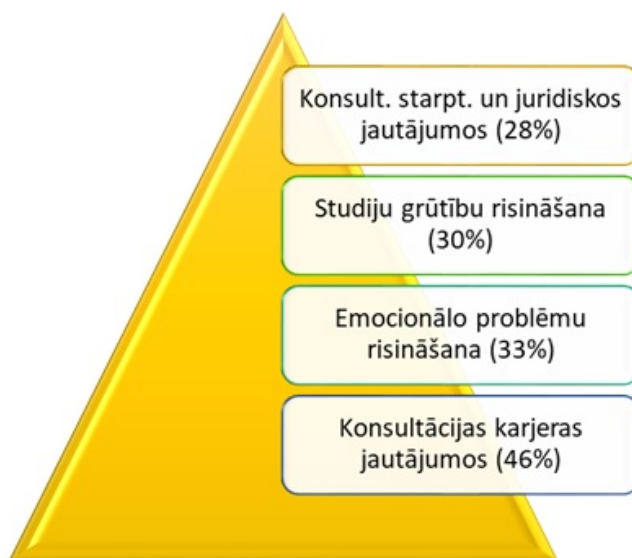 Konsult. starpt. un juridiskos
jautājumos (28%)
Studiju grūtību risināšana
(30%)
Emocionālo problēmu
risināšana (33%)
Konsultācijas karjeras
jautājumos (46%)